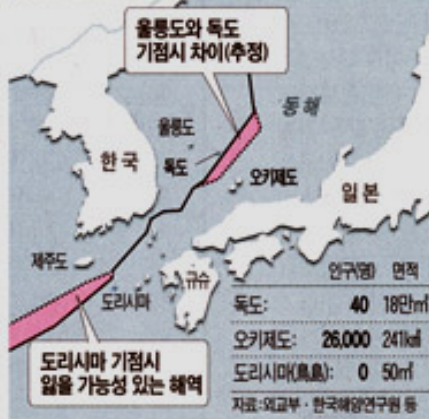 울릉도와 독도
기점시 차이(추정)
동해
울릉도
한국
독도
오키제도
일본
제주도
규슈
도리시마
도리시마 기점시
잃을 가능성 있는 해역
인구(명) 면적
독도: 40 18만㎡
오키제도: 26,000 241㎢
도리시마(鳥島): 0 50㎡
자료:외교부·한국해양연구원 등